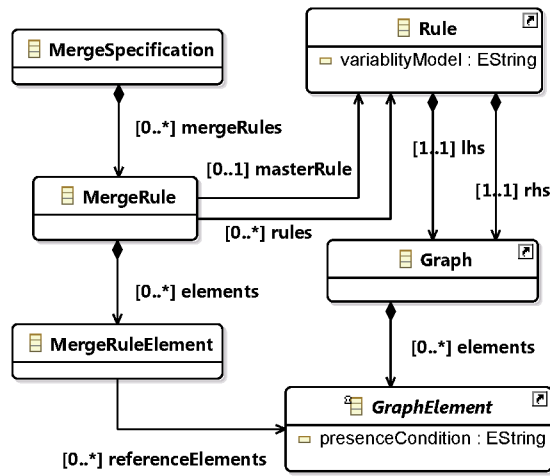 MergeSpecification
Rule
variablityModel : EString
[0..*] mergeRules
[1..1] lhs
[0..1] masterRule
MergeRule
[1..1] rhs
[0..*] rules
Graph
[0..*] elements
MergeRuleElement
[0..*] elements
GraphElement
presenceCondition : EString
[0..*] referenceElements